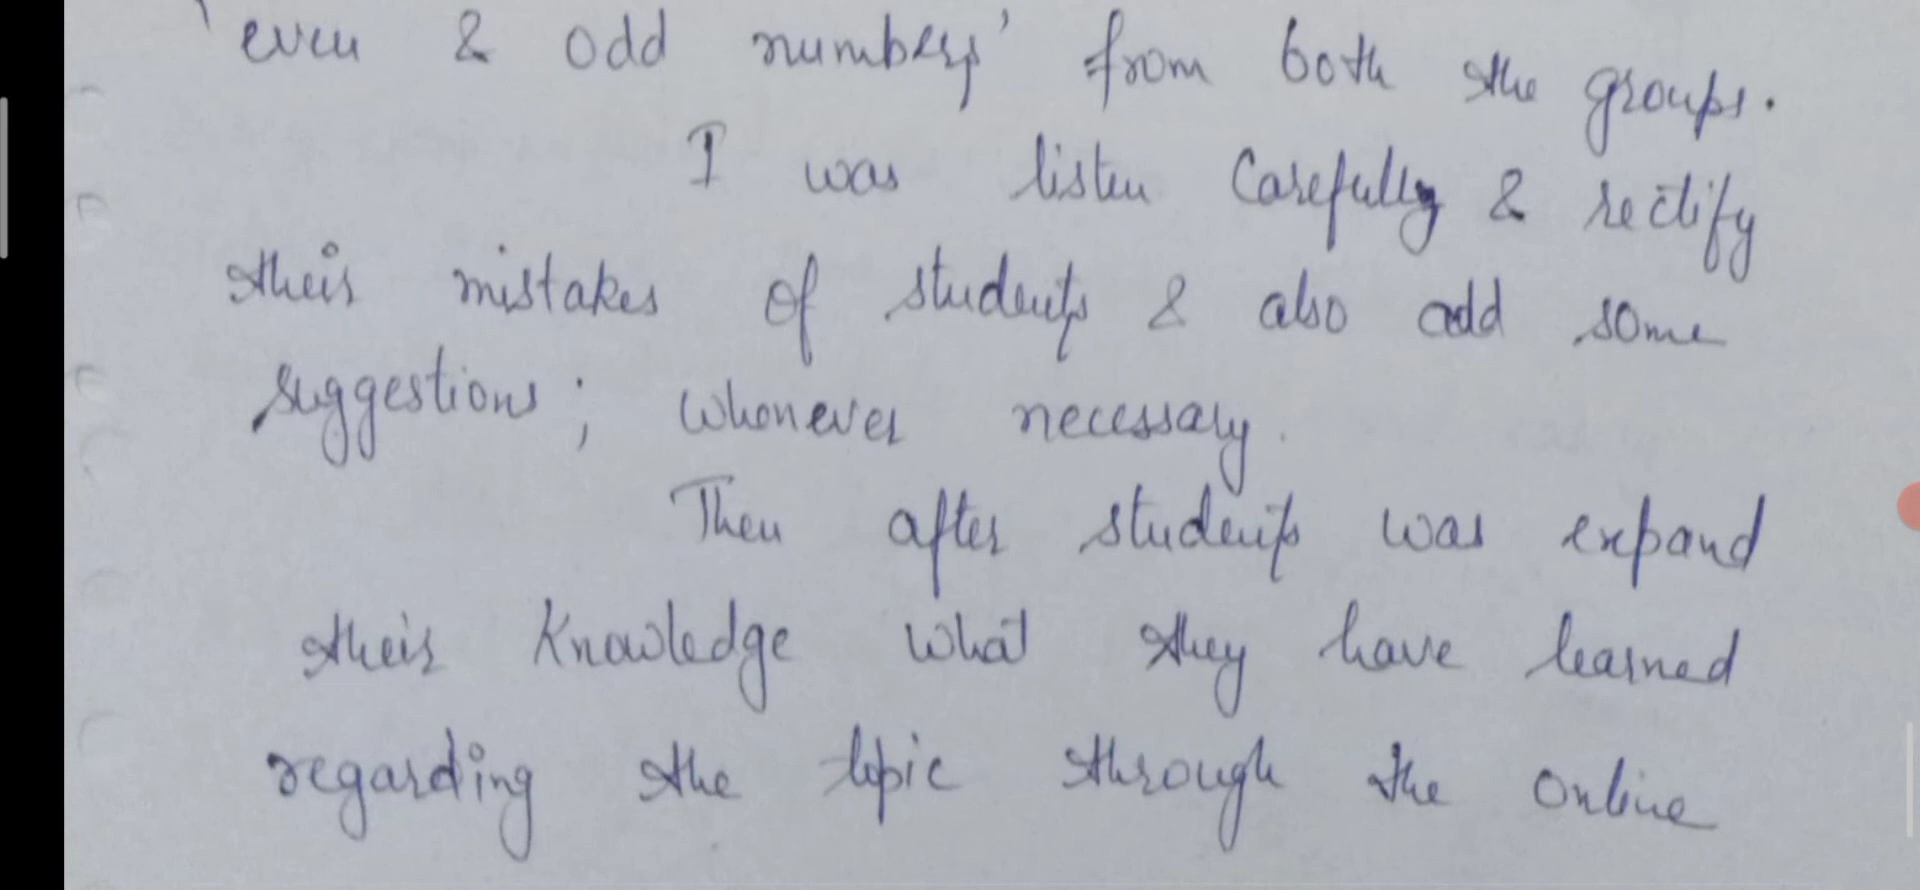 'even & odd numbers' from both the groups.
I was listen Carefully & rectify
their mistakes of students & also add some
suggestions; whenever necessary.
Then after students was expand
their Knowledge what they have learned
regarding the topic through the online